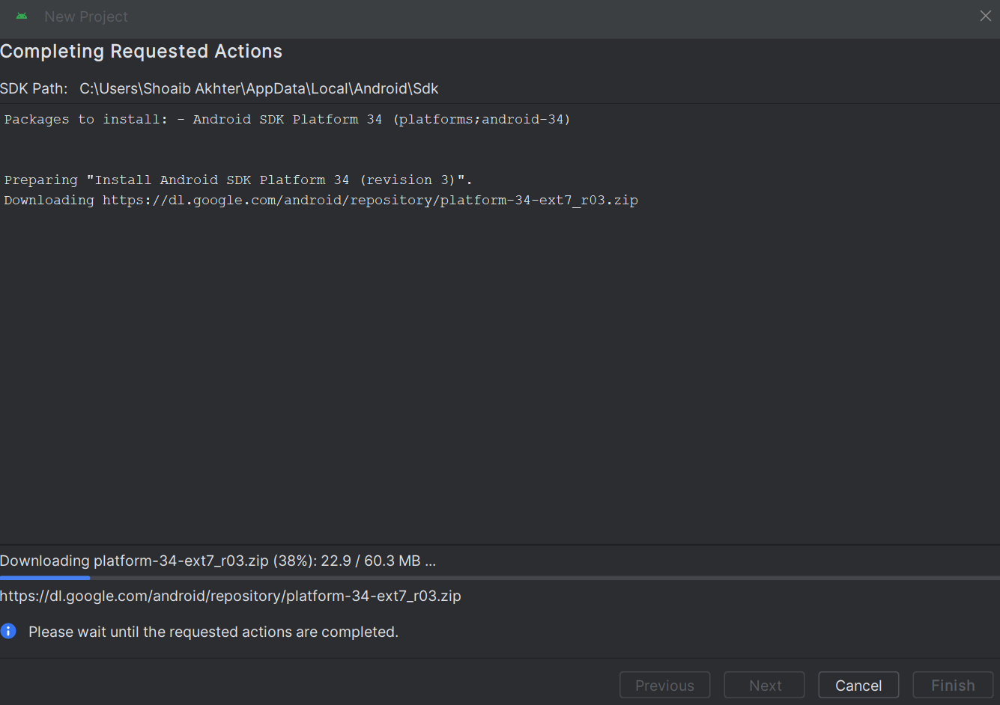 New Project
Completing Requested Actions
SDK Path: C:\Users\Shoaib Akhter\AppData\Local\Android\Sdk
Packages to install: - Android SDK Platform 34 (platforms;android-34)
Preparing "Install Android SDK Platform 34 (revision 3)".
Downloading https://dl.google.com/android/repository/platform-34-ext7_r03.zip
Downloading platform-34-ext7_r03.zip (38%): 22.9 / 60.3 MB ...
https://dl.google.com/android/repository/platform-34-ext7_r03.zip
Please wait until the requested actions are completed.
Previous Next Cancel Finish